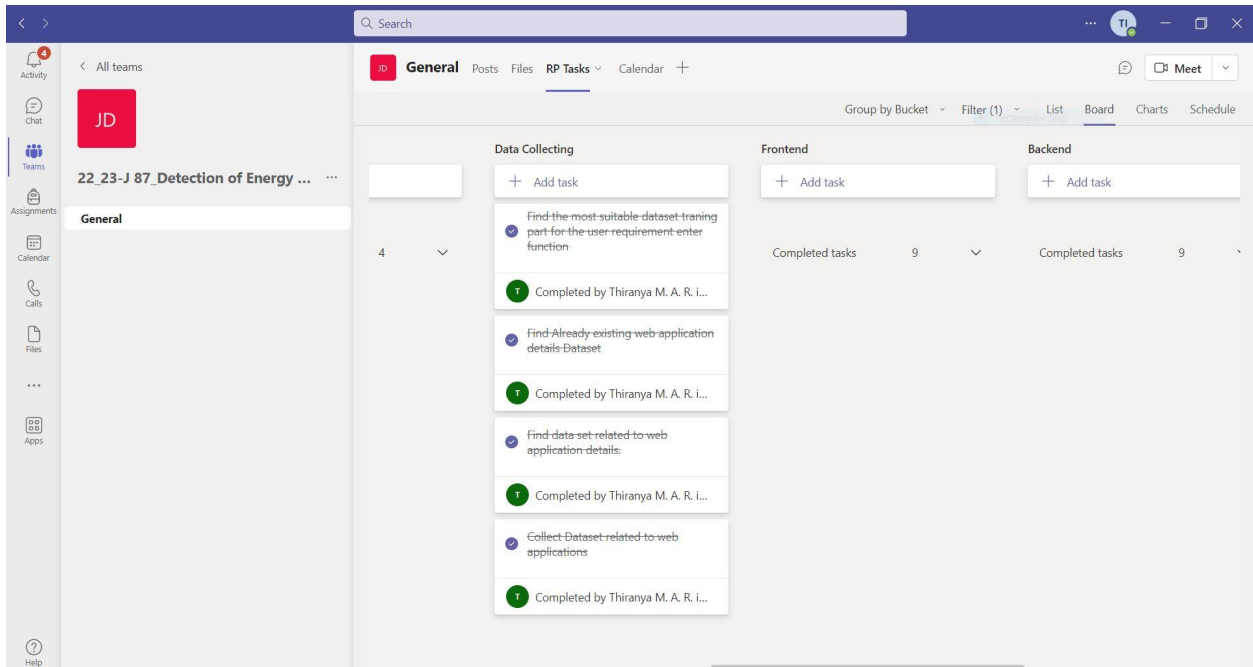 Search
TI
4
Activity
Chat
Teams
Assignments
Calendar
Calls
Files
Apps
Help
All teams
JD
22_23-J 87_Detection of Energy ...
General
JD
General Posts Files RP Tasks Calendar
Meet
Group by Bucket Filter (1) List Board Charts Schedule
Data Collecting Frontend Backend
Add task Add task Add task
4
Find the most suitable dataset traning
part for the user requirement enter
function
Completed by Thiranya M. A. R. i...
Find Already existing web application
details Dataset
Completed by Thiranya M. A. R. i...
Find data set related to web
application details.
Completed by Thiranya M. A. R. i...
Collect Dataset related to web
applications
Completed by Thiranya M. A. R. i...
Completed tasks 9
Completed tasks 9